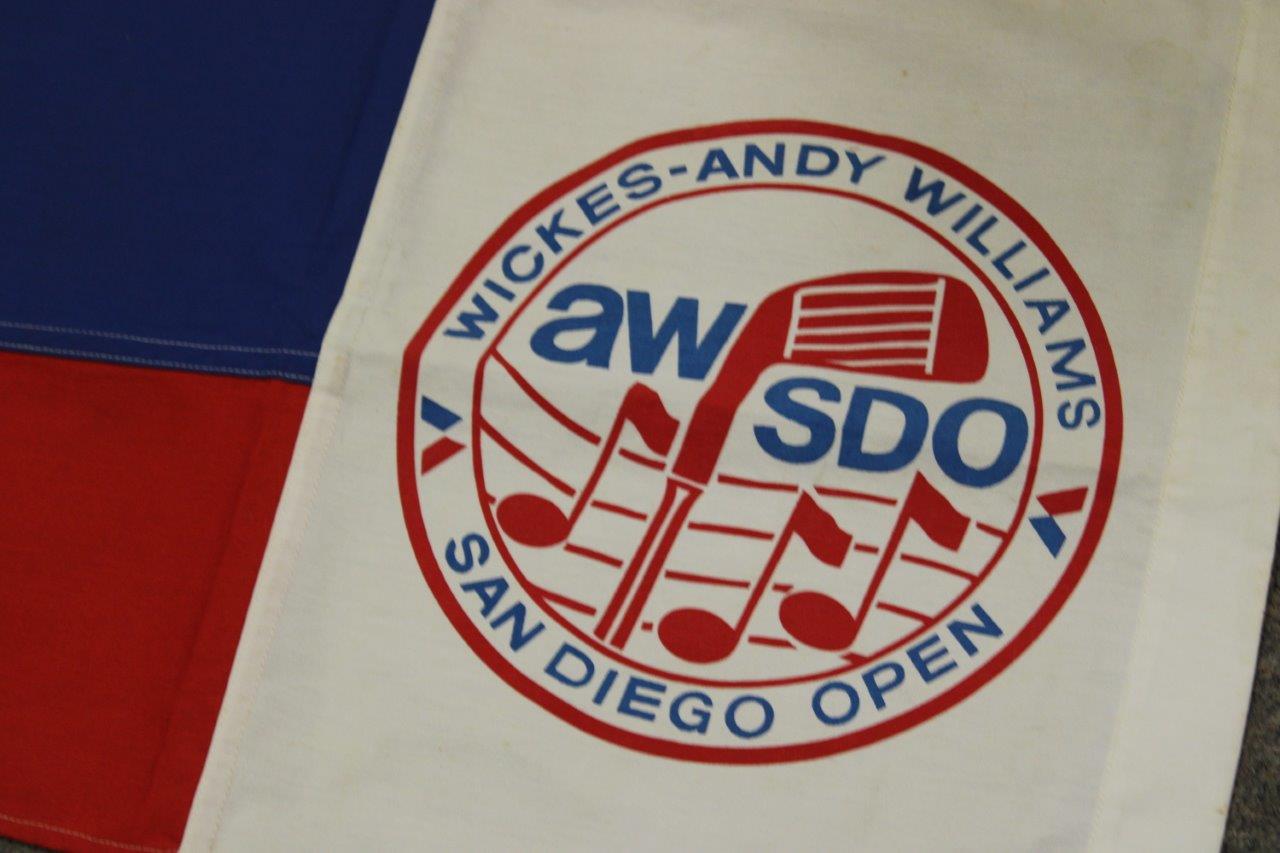 WICKES-ANDY WILLIAMS
aw
SDO
SAN DIEGO OPEN